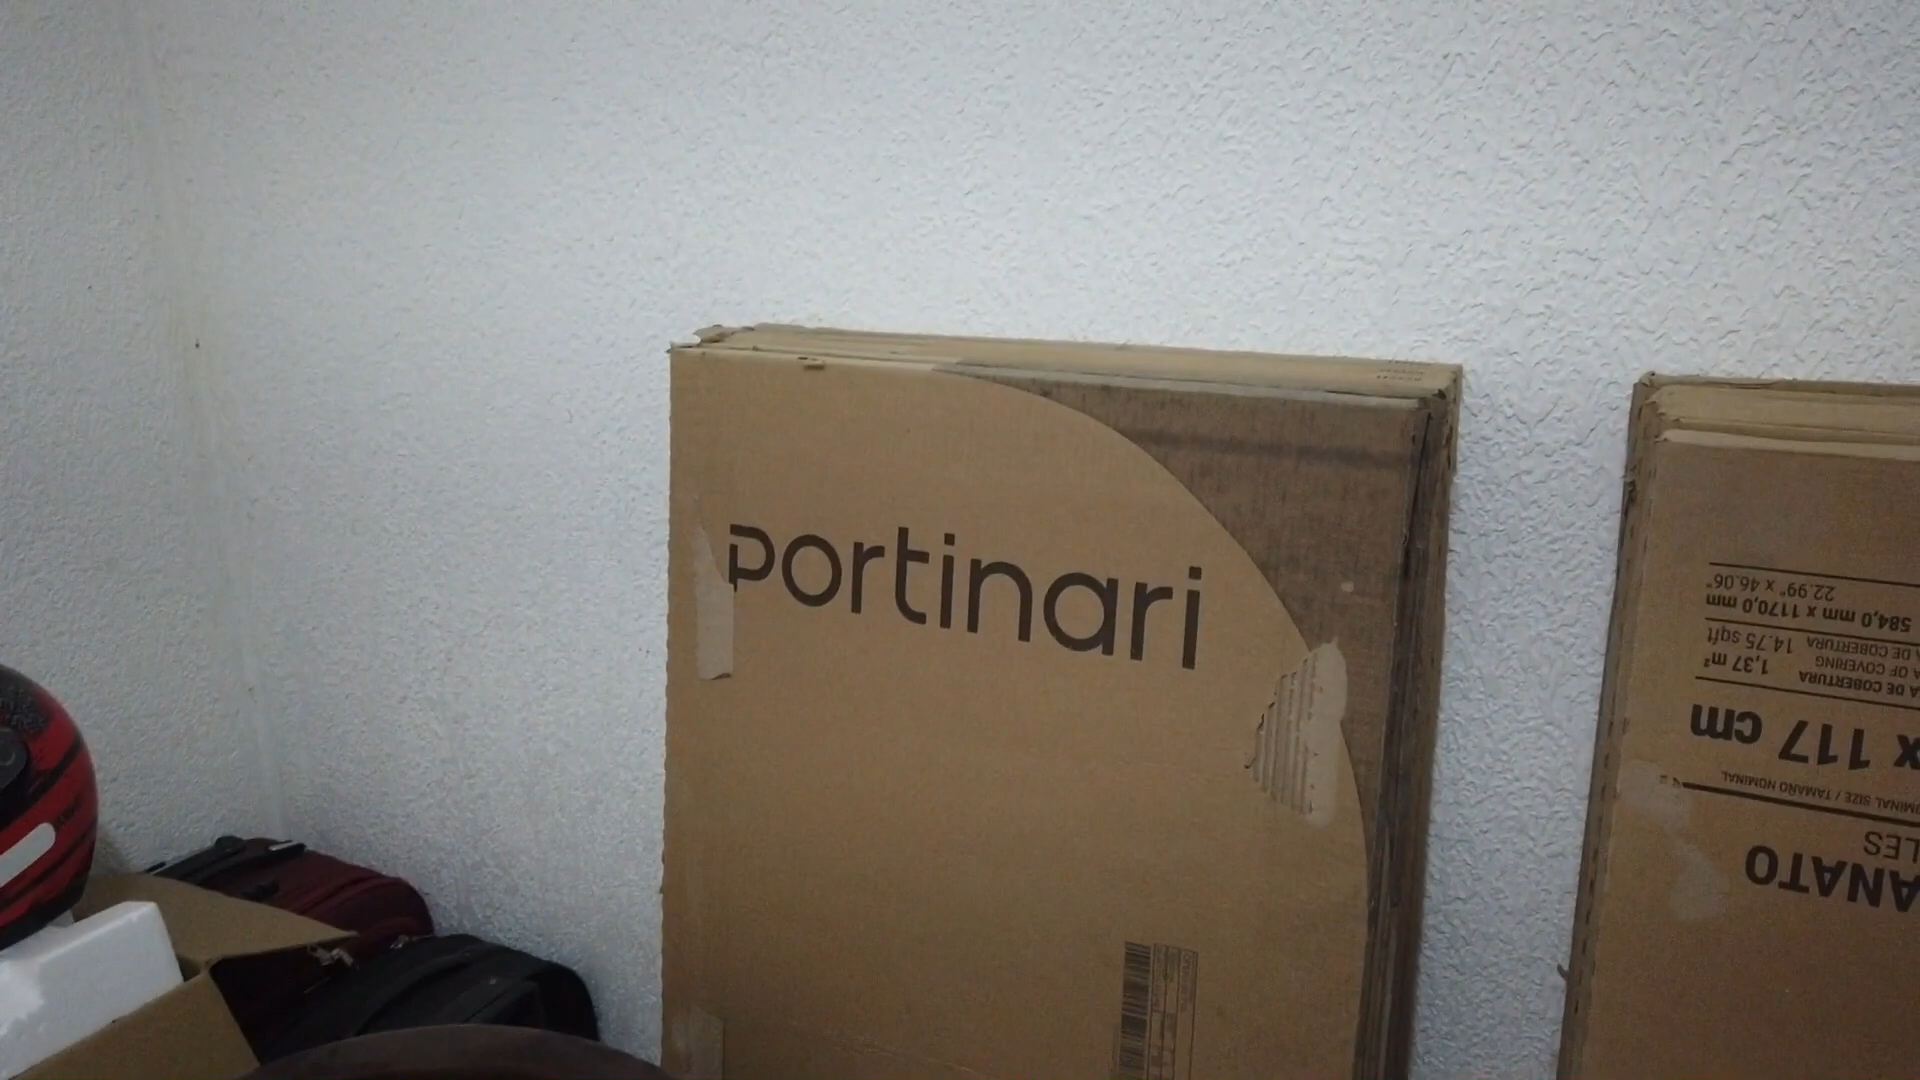 portinari
ANATO
LES
MINAL SIZE / TAMAÑO NOMINAL
x 117 cm
A DE COBERTURA
A OF COVERING
A DE COBERTURA
1,37 m²
14.75 sqft
584,0 mm x 1170,0 mm
22.99" x 46.06"